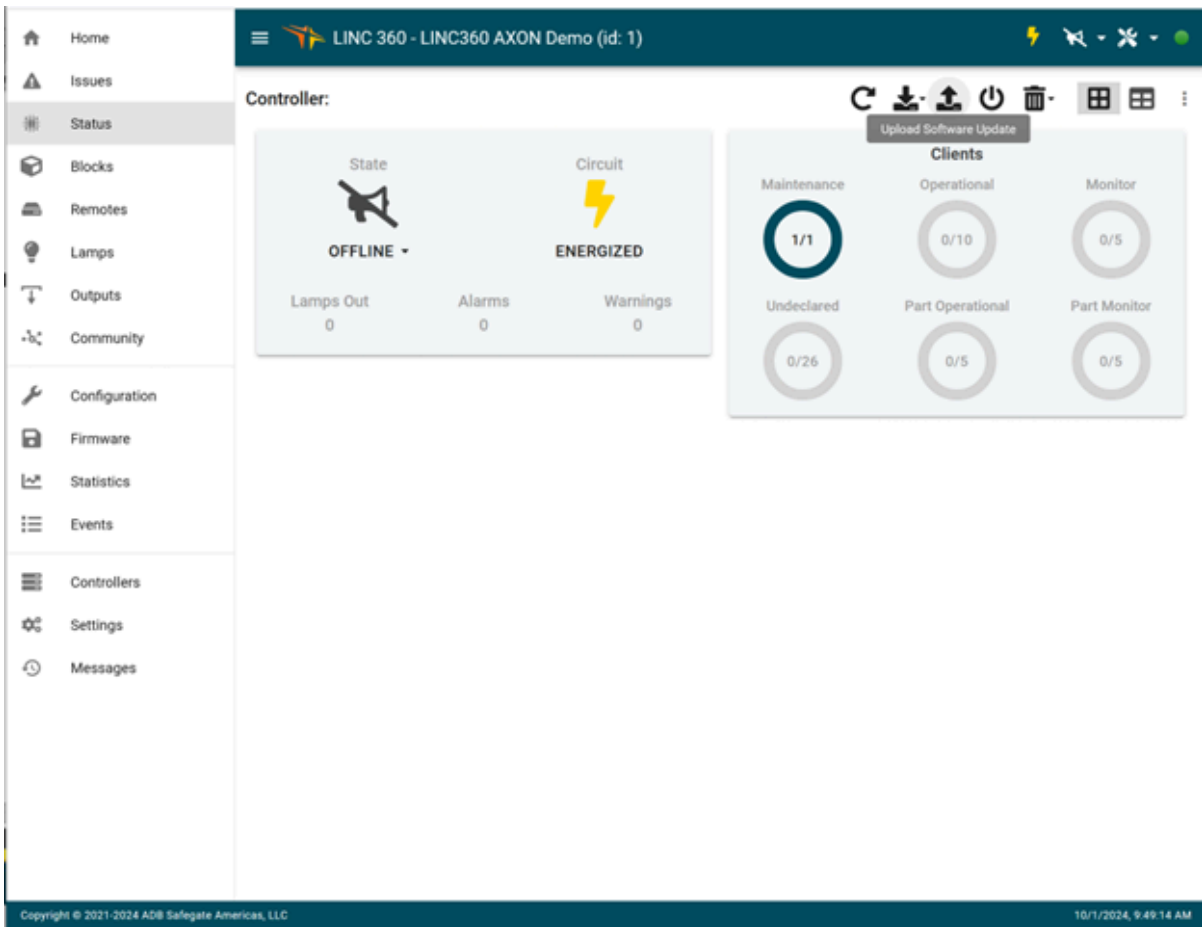 Home
Issues
Status
Blocks
Remotes
Lamps
Outputs
Community
Configuration
Firmware
Statistics
Events
Controllers
Settings
Messages
LINC 360 - LINC360 AXON Demo (id: 1)
Controller:
Upload Software Update
State
Circuit
OFFLINE
ENERGIZED
Lamps Out
Alarms
Warnings
0
0
0
Clients
Maintenance
Operational
Monitor
1/1
0/10
0/5
Undeclared
Part Operational
Part Monitor
0/26
0/5
0/5
Copyright © 2021-2024 ADB Safegate Americas, LLC
10/1/2024, 9:49:14 AM